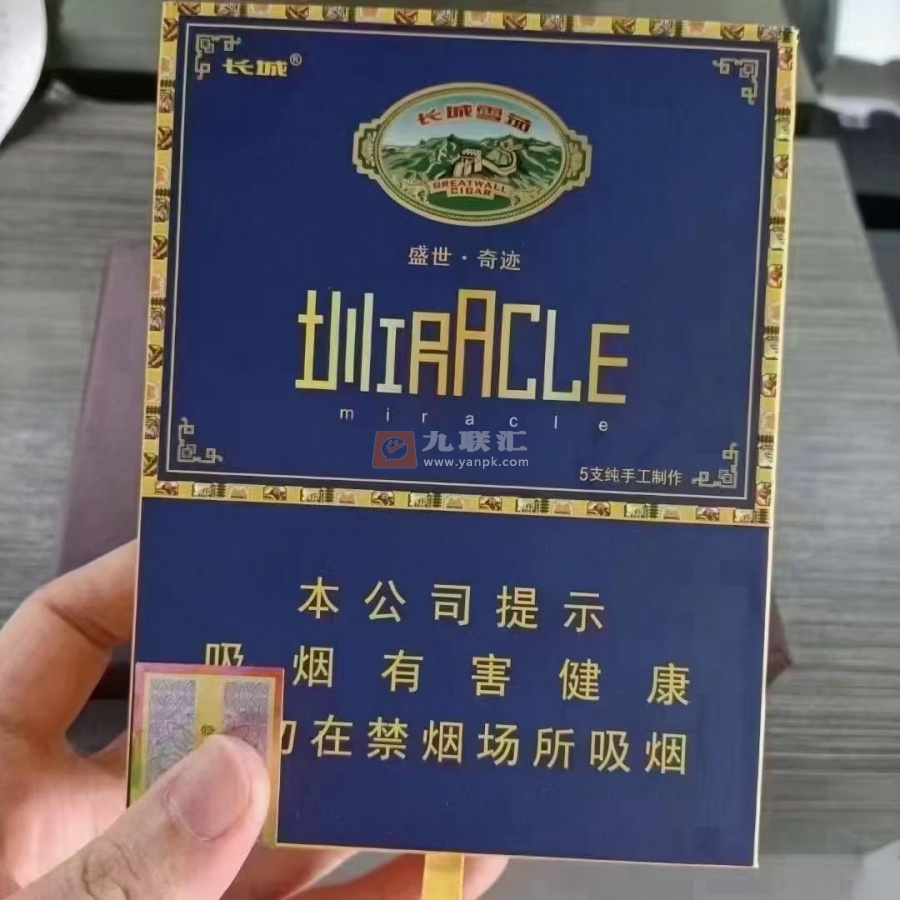 长城®
长城雪茄
GREATWALL
CIGAR
盛世·奇迹
MIRACLE
miracle
九联汇
www.yanpk.com
5支纯手工制作
本公司提示
吸烟有害健康
勿在禁烟场所吸烟